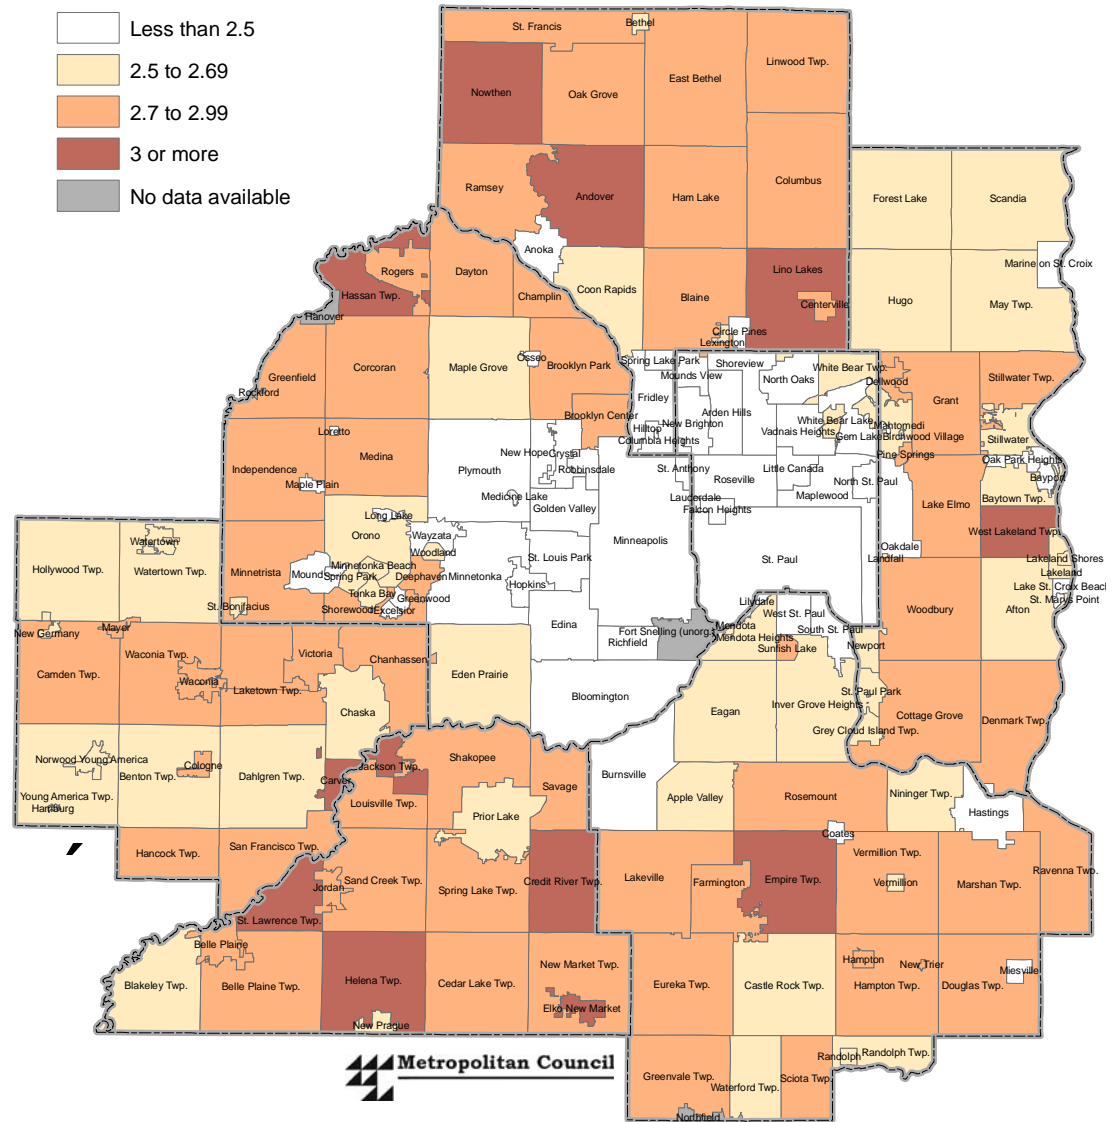 Less than 2.5
2.5 to 2.69
2.7 to 2.99
3 or more
No data available
St. Francis
Bethel
Linwood Twp.
East Bethel
Nowthen
Oak Grove
Ramsey
Andover
Ham Lake
Columbus
Forest Lake
Scandia
Anoka
Marine on St. Croix
Rogers
Dayton
Lino Lakes
Hassan Twp.
Champlin
Coon Rapids
Blaine
Centerville
Hugo
May Twp.
Hanover
Circle Pines
Lexington
Osseo
Spring Lake Park
Maple Grove
Brooklyn Park
Shoreview
White Bear Twp.
Corcoran
Greenfield
Mounds View
North Oaks
Dellwood
Stillwater Twp.
Rockford
Fridley
Grant
Brooklyn Center
Arden Hills
White Bear Lake
New Brighton
Mahtomedi
Loretto
Hilltop
Vadnais Heights
Gem Lake
Birchwood Village
Columbia Heights
Stillwater
Medina
New Hope
Crystal
Pine Springs
Oak Park Heights
Independence
Plymouth
Robbinsdale
St. Anthony
Little Canada
Roseville
North St. Paul
Bayport
Maple Plain
Medicine Lake
Lauderdale
Maplewood
Baytown Twp.
Golden Valley
Falcon Heights
Lake Elmo
Long Lake
Orono
Wayzata
West Lakeland Twp.
Watertown
Minneapolis
Oakdale
Woodland
St. Louis Park
St. Paul
Landfall
Lakeland Shores
Hollywood Twp.
Watertown Twp.
Minnetrista
Minnetonka Beach
Mound
Spring Park
Deephaven
Minnetonka
Lakeland
Hopkins
Lake St. Croix Beach
Tonka Bay
Greenwood
St. Marys Point
St. Bonifacius
Shorewood
Excelsior
Lilydale
Woodbury
Afton
West St. Paul
Edina
Mayer
New Germany
Fort Snelling (unorg.)
Mendota
South St. Paul
Richfield
Mendota Heights
Sunfish Lake
Newport
Waconia Twp.
Victoria
Chanhassen
Camden Twp.
Waconia
Laketown Twp.
Eden Prairie
Bloomington
St. Paul Park
Inver Grove Heights
Chaska
Eagan
Cottage Grove
Denmark Twp.
Grey Cloud Island Twp.
Norwood Young America
Cologne
Benton Twp.
Dahlgren Twp.
Carver
Jackson Twp.
Shakopee
Burnsville
Savage
Young America Twp.
Hamburg
Louisville Twp.
Apple Valley
Rosemount
Nininger Twp.
Prior Lake
Hastings
Coates
Hancock Twp.
San Francisco Twp.
Vermillion Twp.
Ravenna Twp.
Jordan
Sand Creek Twp.
Spring Lake Twp.
Credit River Twp.
Lakeville
Farmington
Empire Twp.
Vermillion
Marshan Twp.
St. Lawrence Twp.
Belle Plaine
Blakeley Twp.
Belle Plaine Twp.
Helena Twp.
Cedar Lake Twp.
New Market Twp.
Eureka Twp.
Castle Rock Twp.
Hampton
New Trier
Miesville
Hampton Twp.
Douglas Twp.
Elko New Market
New Prague
Randolph
Randolph Twp.
Greenvale Twp.
Waterford Twp.
Sciota Twp.
Northfield
Metropolitan Council